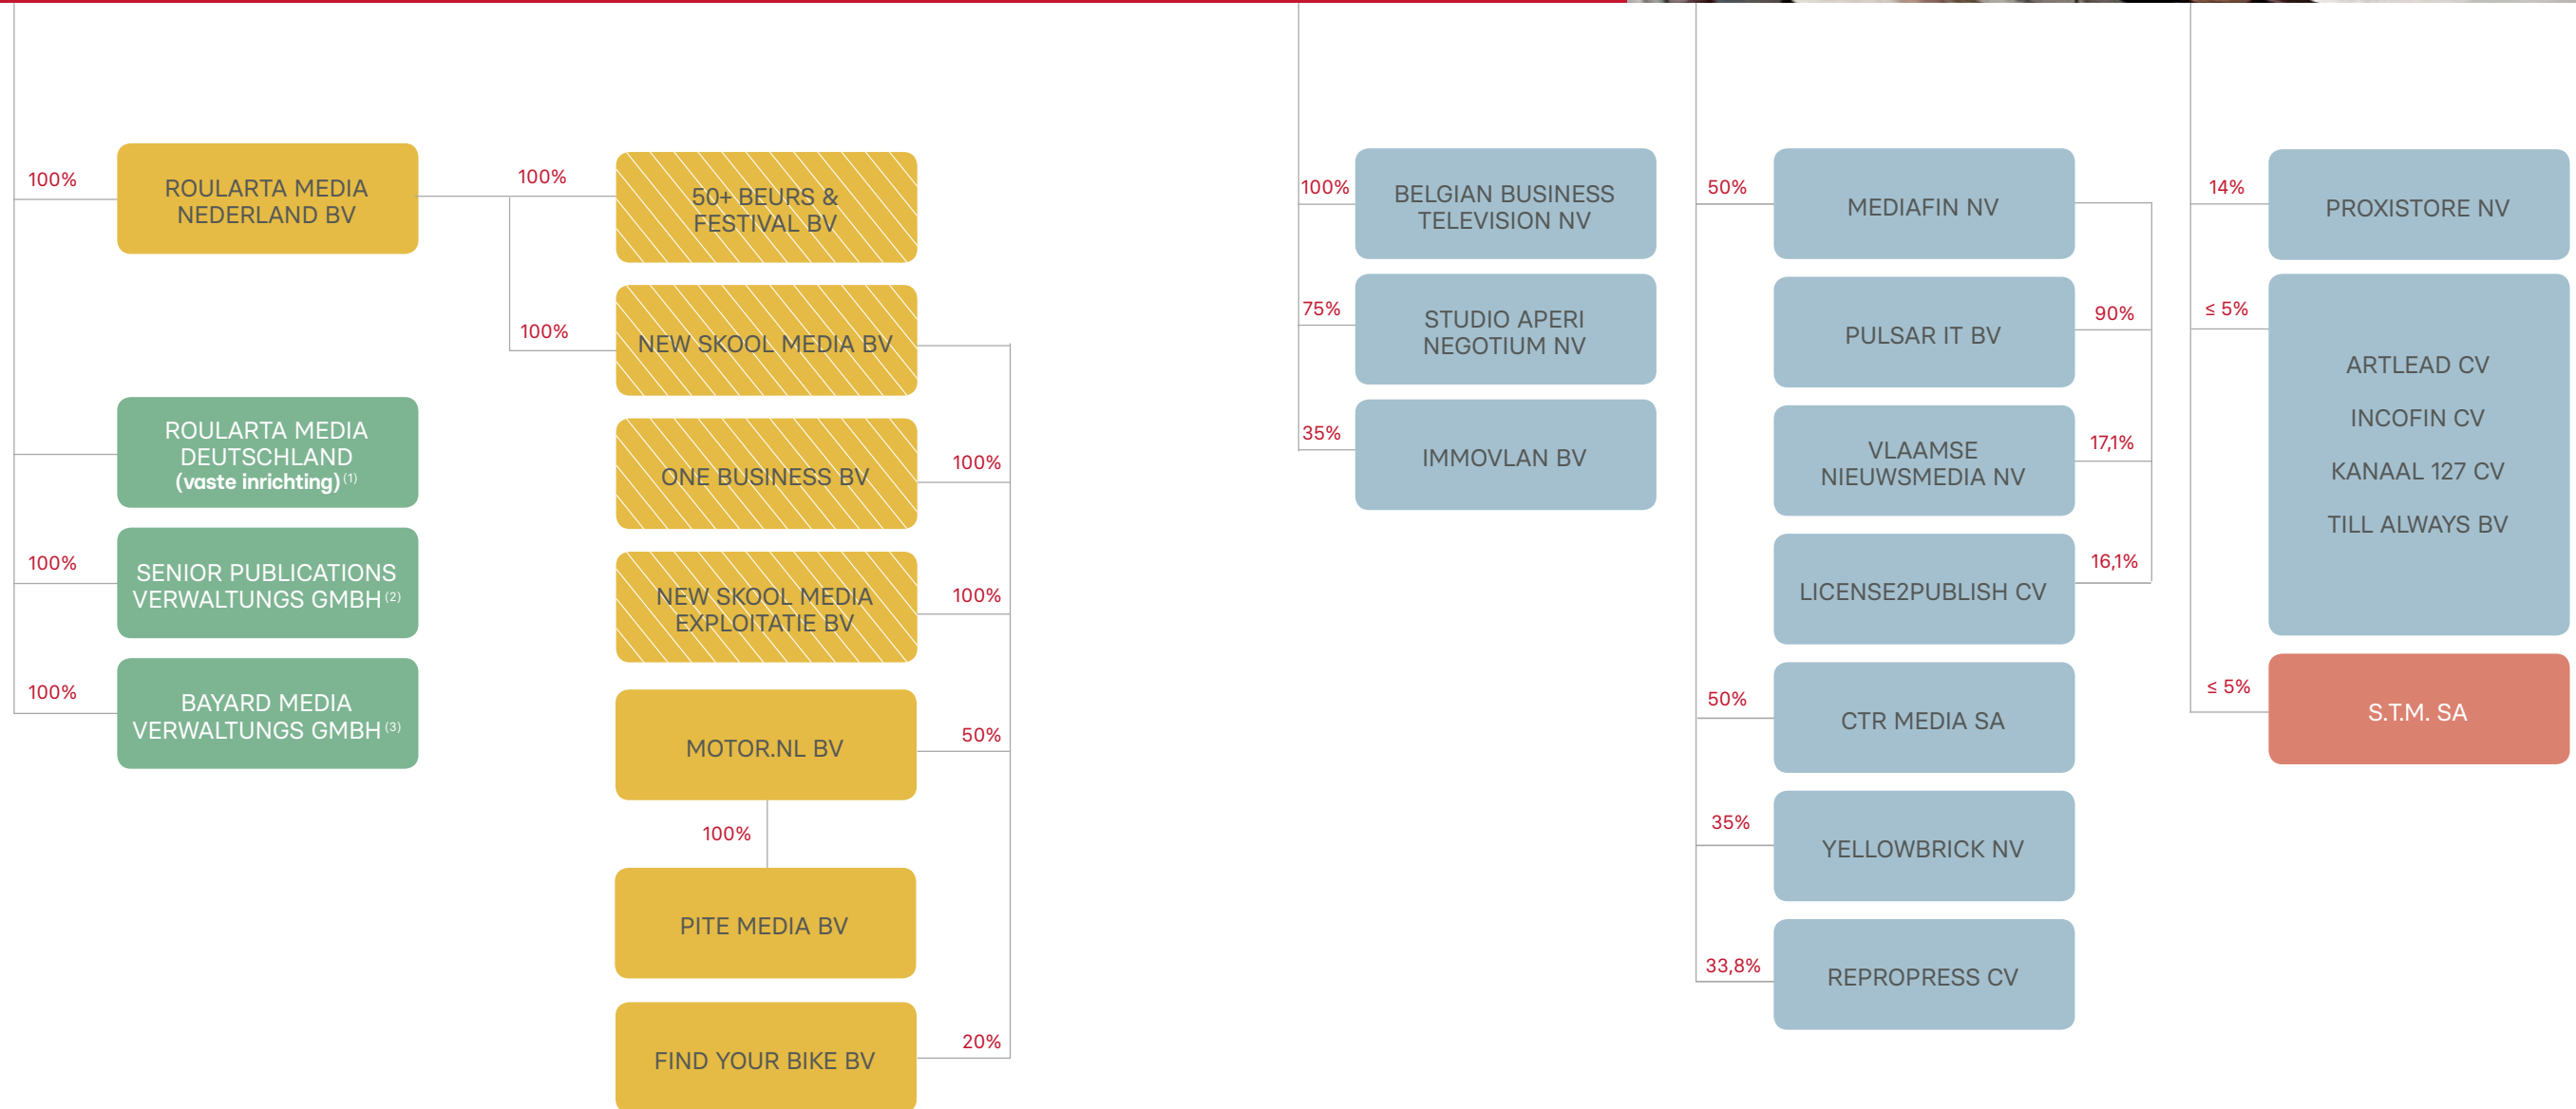 100%
ROULARTA MEDIA
NEDERLAND BV
100%
50+ BEURS &
FESTIVAL BV
100%
NEW SKOOL MEDIA BV
ROULARTA MEDIA
DEUTSCHLAND
(vaste inrichting) (1)
100%
ONE BUSINESS BV
100%
SENIOR PUBLICATIONS
VERWALTUNGS GMBH (2)
NEW SKOOL MEDIA
EXPLOITATIE BV
100%
100%
BAYARD MEDIA
VERWALTUNGS GMBH (3)
MOTOR.NL BV
50%
100%
PITE MEDIA BV
FIND YOUR BIKE BV
20%
100%
BELGIAN BUSINESS
TELEVISION NV
75%
STUDIO APERI
NEGOTIUM NV
35%
IMMOVLAN BV
50%
MEDIAFIN NV
PULSAR IT BV
90%
VLAAMSE
NIEUWSMEDIA NV
17,1%
LICENSE2PUBLISH CV
16,1%
50%
CTR MEDIA SA
35%
YELLOWBRICK NV
33,8%
REPROPRESS CV
14%
PROXISTORE NV
≤ 5%
ARTLEAD CV
INCOFIN CV
KANAAL 127 CV
TILL ALWAYS BV
≤ 5%
S.T.M. SA